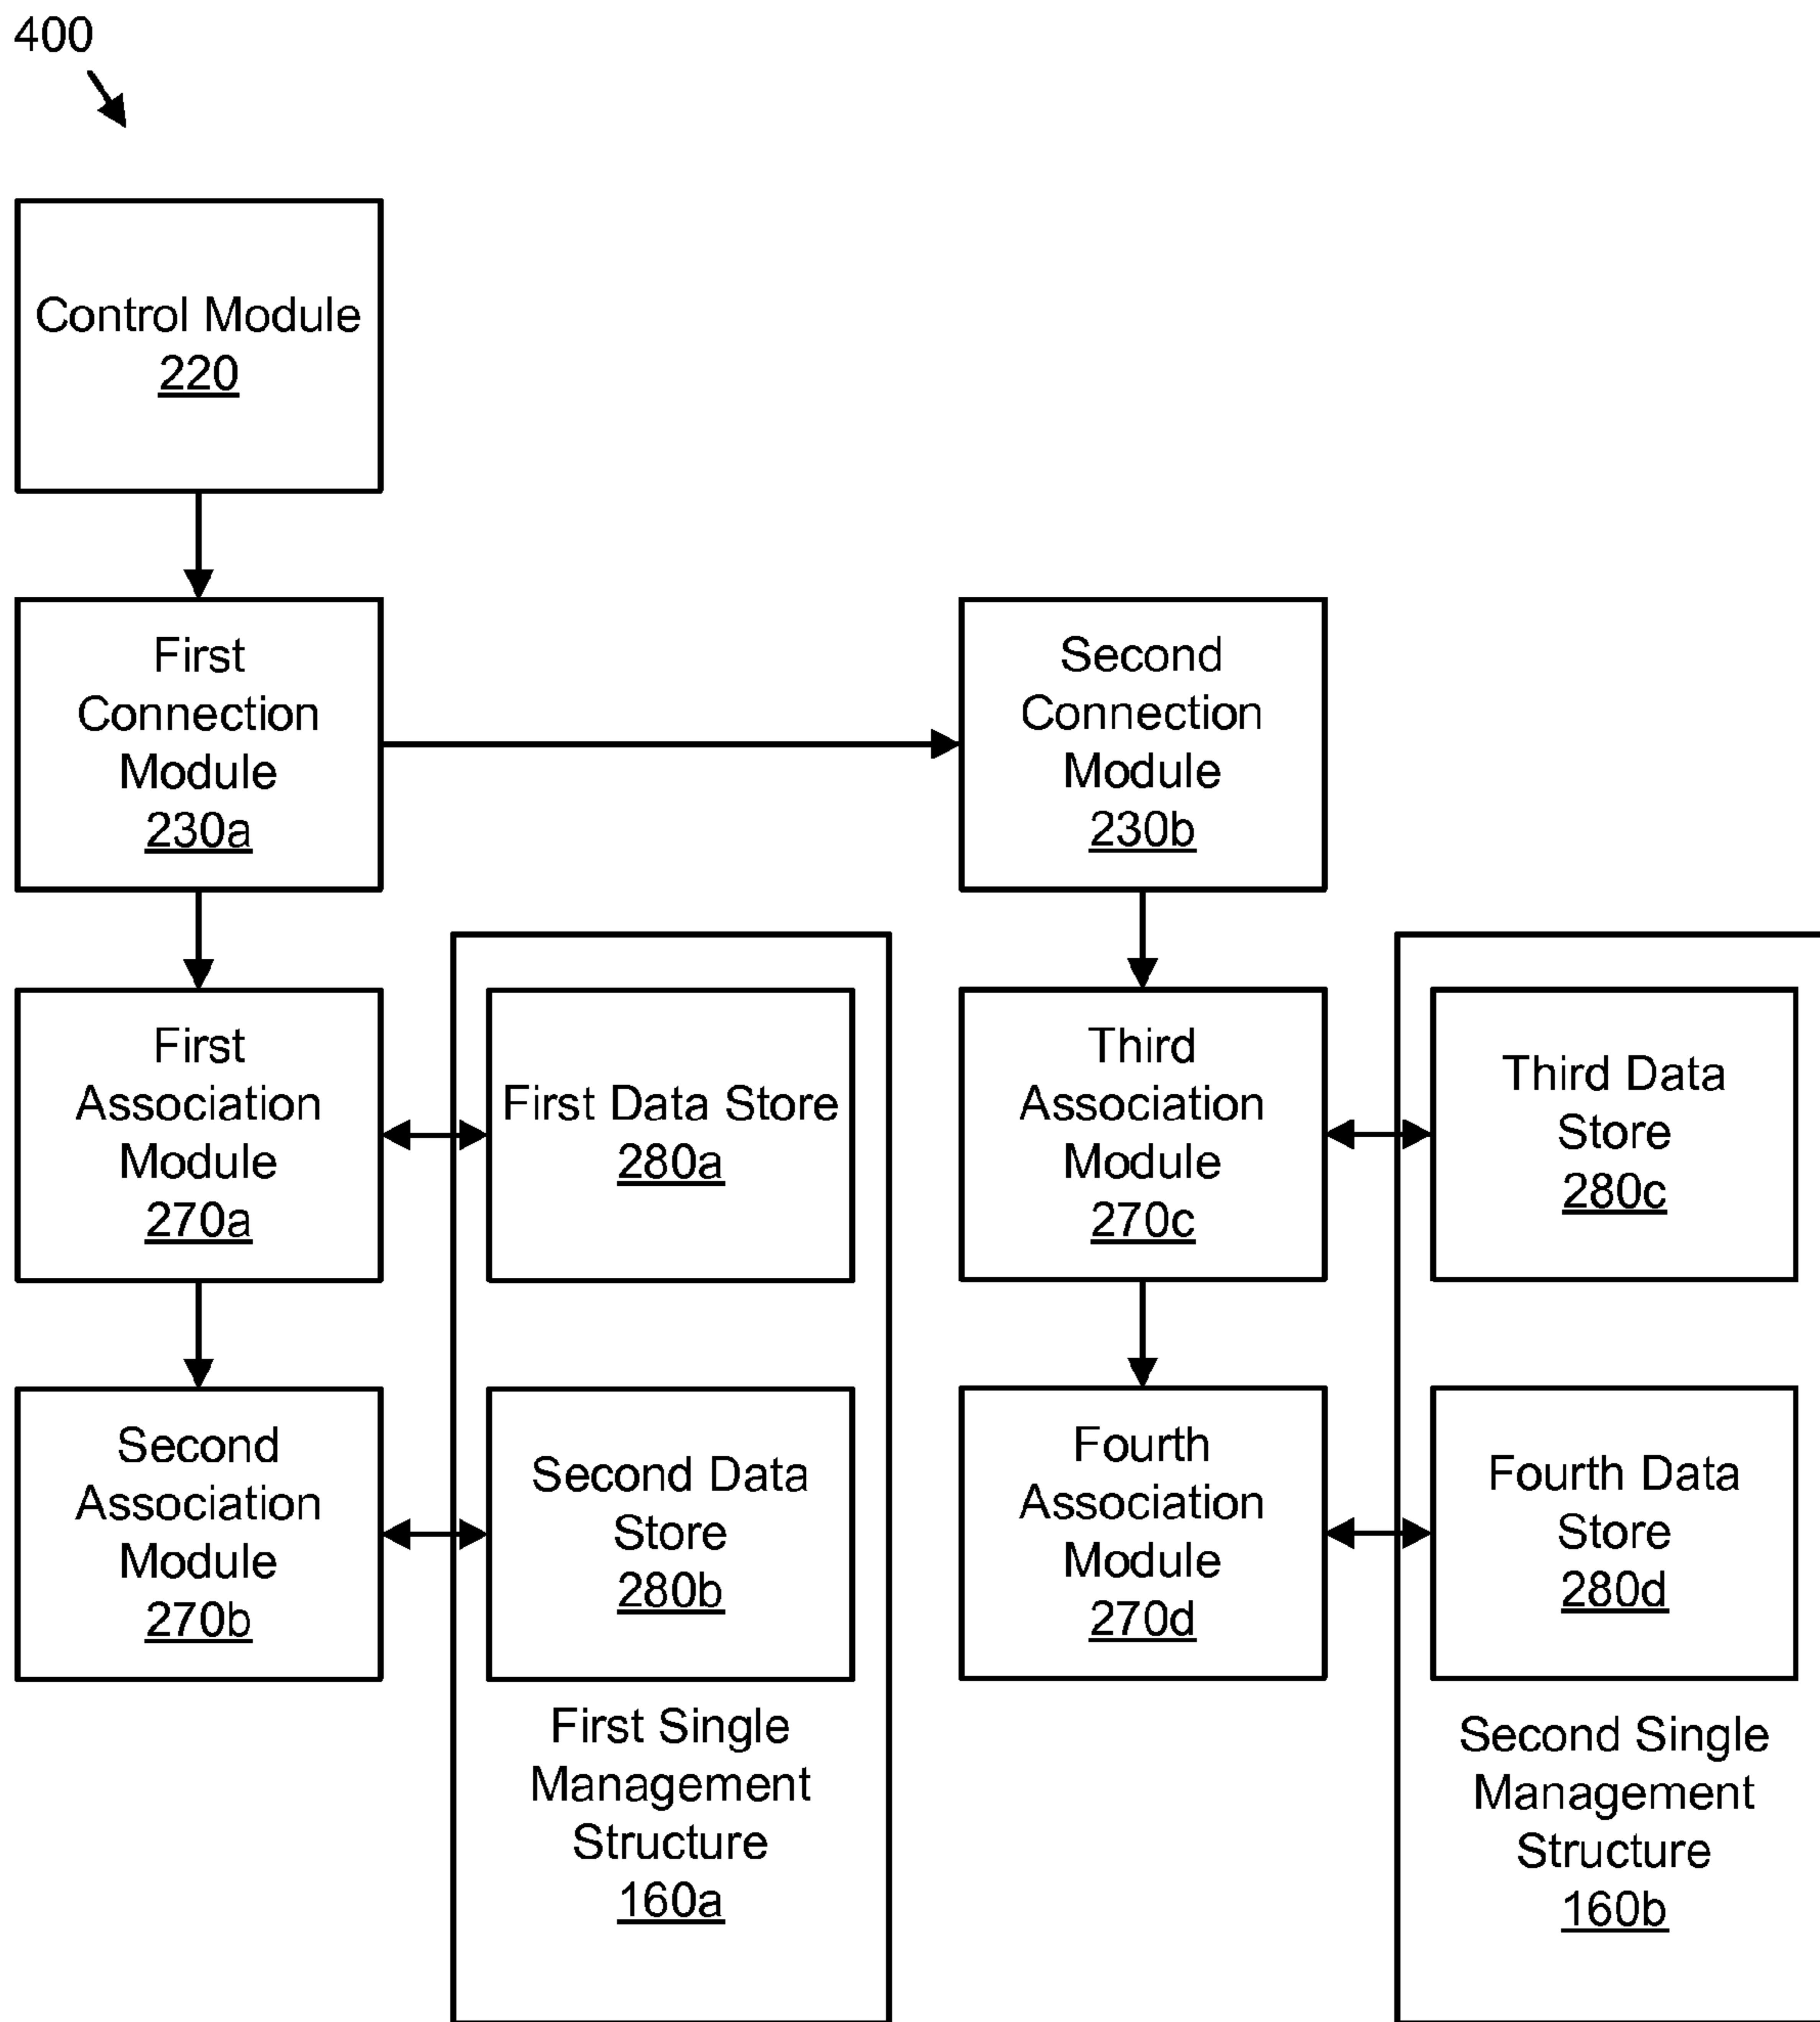 400
Control Module
220
First
Connection
Module
230a
Second
Connection
Module
230b
First
Association
Module
270a
First Data Store
280a
Third
Association
Module
270c
Third Data
Store
280c
Second
Association
Module
270b
Second Data
Store
280b
Fourth
Association
Module
270d
Fourth Data
Store
280d
First Single
Management
Structure
160a
Second Single
Management
Structure
160b